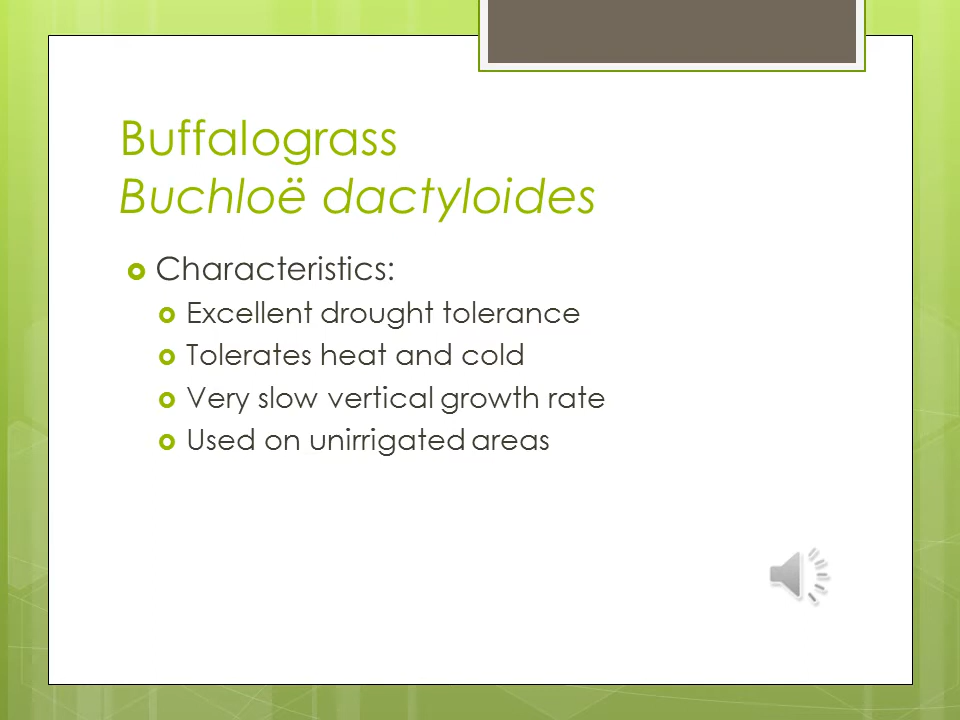 Buffalograss
Buchloë dactyloides
Characteristics:
Excellent drought tolerance
Tolerates heat and cold
Very slow vertical growth rate
Used on unirrigated areas